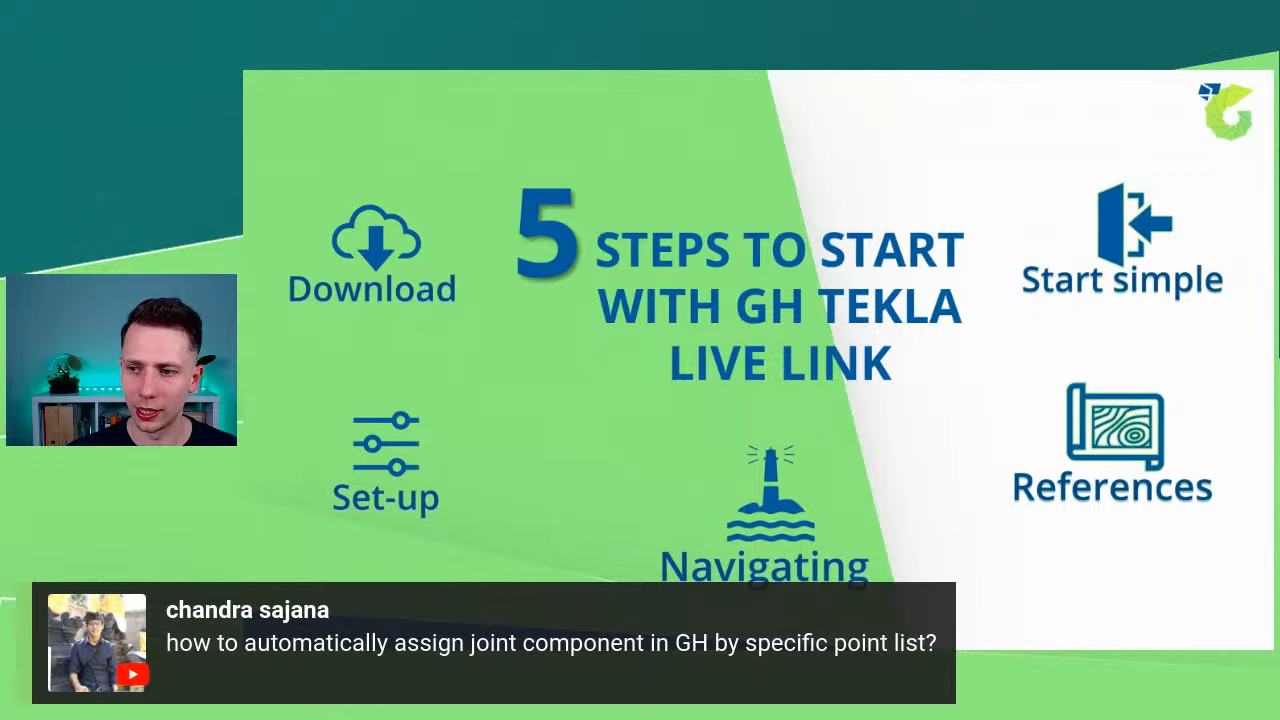 5 STEPS TO START
WITH GH TEKLA
LIVE LINK
Download
Set-up
Navigating
Start simple
References
chandra sajana
how to automatically assign joint component in GH by specific point list?